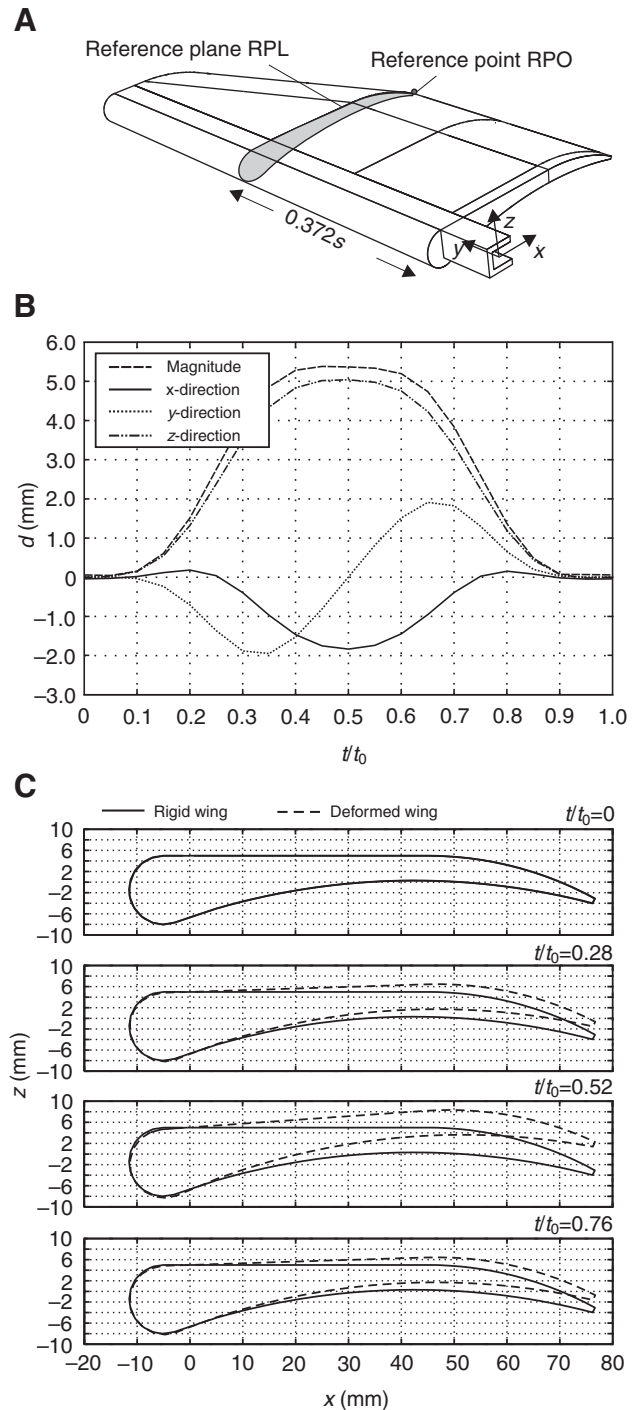 A
Reference plane RPL
Reference point RPO
0.372s
z
y
x
B
6.0
5.0
4.0
3.0
2.0
1.0
0
–1.0
–2.0
–3.0
d (mm)
Magnitude
x-direction
y-direction
z-direction
0 0.1 0.2 0.3 0.4 0.5 0.6 0.7 0.8 0.9 1.0
t/t0
C
Rigid wing Deformed wing
t/t0=0
10
6
2
–2
–6
–10
t/t0=0.28
10
6
2
–2
–6
–10
t/t0=0.52
10
6
2
–2
–6
–10
t/t0=0.76
10
6
2
–2
–6
–10
z (mm)
–20 –10 0 10 20 30 40 50 60 70 80
x (mm)